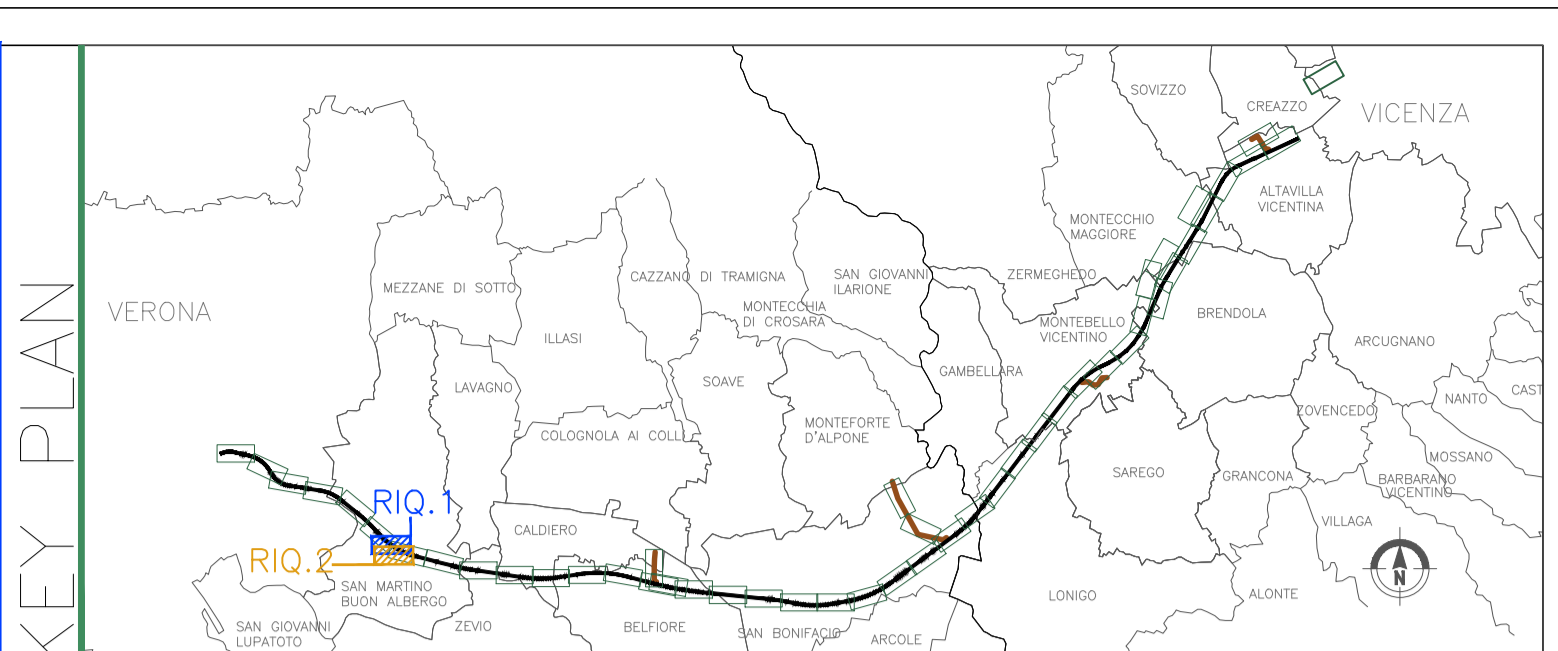 KEY PLAN
SOVIZZO
CREAZZO
VICENZA
ALTAVILLA
VICENTINA
MONTECCHIO
MAGGIORE
CAZZANO DI TRAMIGNA
SAN GIOVANNI
ILARIONE
ZERMEGHEDO
MEZZANE DI SOTTO
VERONA
MONTECCHIA
DI CROSARA
BRENDOLA
MONTEBELLO
VICENTINO
ILLASI
ARCUGNANO
GAMBELLARA
LAVAGNO
SOAVE
NANTO
CAST
ZOVENCEDO
MONTEFORTE
D'ALPONE
COLOGNOLA AI COLLI
MOSSANO
SAREGO
GRANCONA
BARBARANO
VICENTINO
RIQ.1
VILLAGA
CALDIERO
RIQ.2
N
SAN MARTINO
BUON ALBERGO
LONIGO
ALONTE
SAN GIOVANNI
LUPATOTO
ZEVIO
BELFIORE
SAN BONIFACIO
ARCOLE